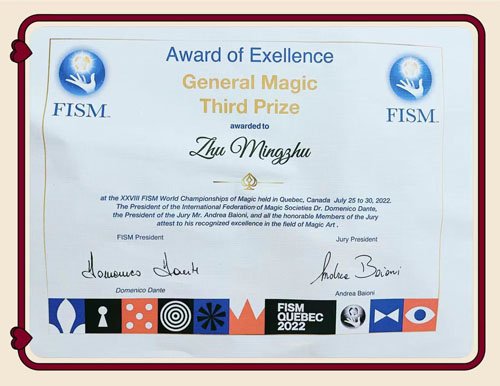 Award of Exellence
General Magic
Third Prize
FISM
FISM
awarded to
Zhu Mingzhu
at the XXVIII FISM World Championships of Magic held in Quebec, Canada July 25 to 30, 2022.
The President of the International Federation of Magic Societies Dr. Domenico Dante,
the President of the Jury Mr. Andrea Baioni, and all the honorable Members of the Jury
attest to his recognized excellence in the field of Magic Art .
FISM President
Jury President
Domenico Dante
Andrea Baioni
Domenico Dante
Andrea Baioni
FISM
QUEBEC
2022